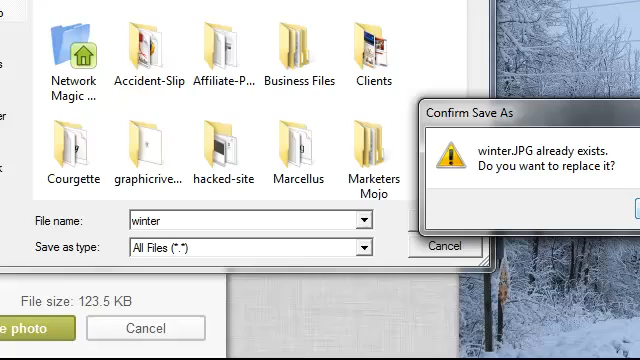 Network
Magic ...
Accident-Slip
Affiliate-P...
Business Files
Clients
Courgette
graphicrive...
hacked-site
Marcellus
Marketers
Mojo
File name:
winter
Save as type:
All Files (*.*)
Cancel
Confirm Save As
winter.JPG already exists.
Do you want to replace it?
File size: 123.5 KB
e photo
Cancel